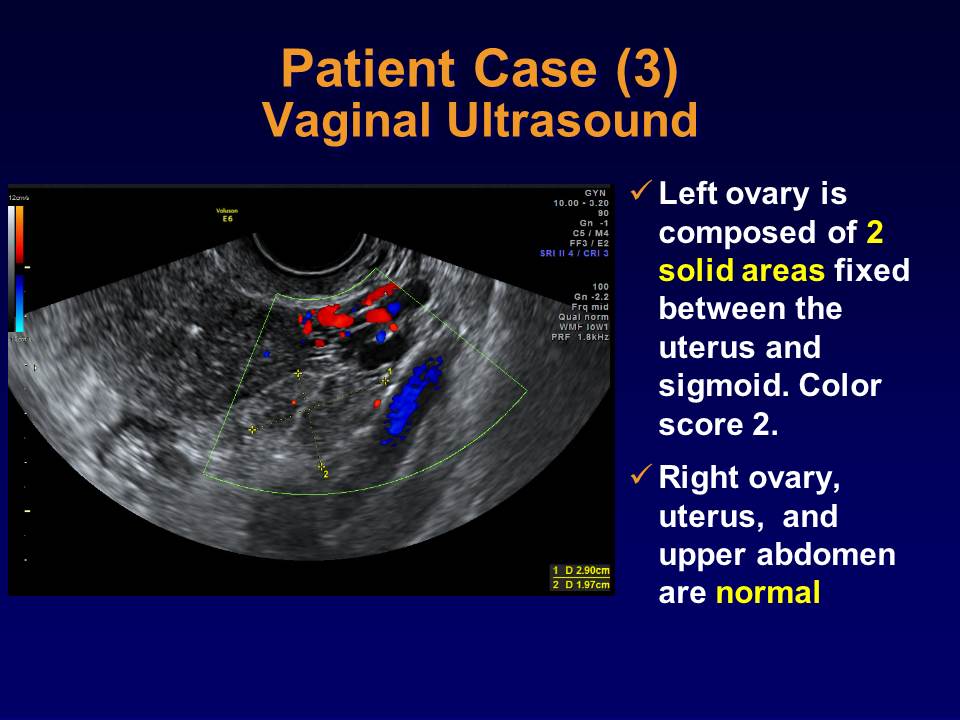 Patient Case (3)
Vaginal Ultrasound
12cm/s
Voluson
E6
GYN
10.00 - 3.20
90
Gn -1
C5 / M4
FF3 / E2
SRI II 4 / CRI 3
100
Gn -2.2
Frq mid
Qual norm
WMF low1
PRF 1.8kHz
1
2
1 D 2.90cm
2 D 1.97cm
✓ Left ovary is
composed of 2
solid areas fixed
between the
uterus and
sigmoid. Color
score 2.
✓ Right ovary,
uterus, and
upper abdomen
are normal